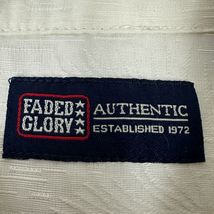 FADED
GLORY
AUTHENTIC
ESTABLISHED 1972